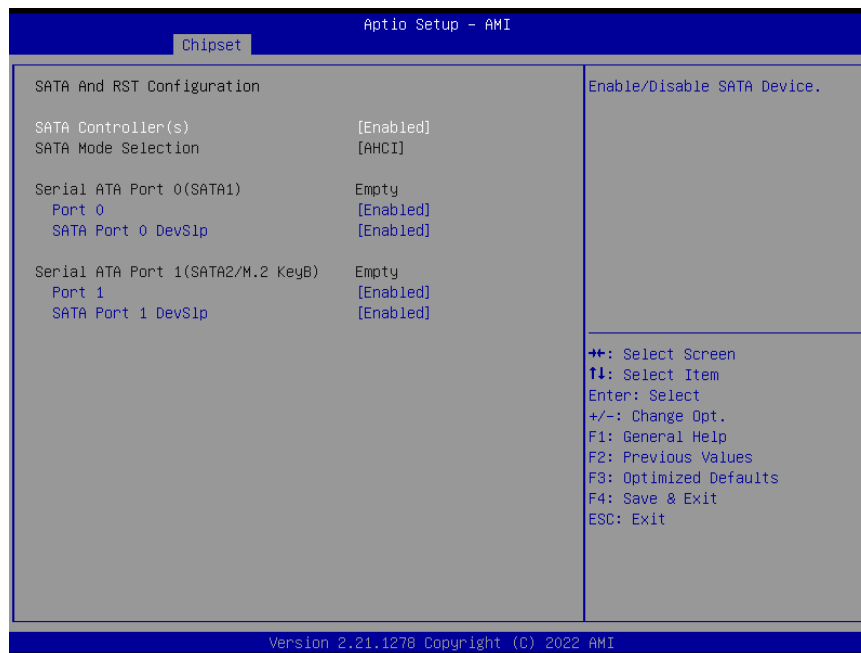 Aptio Setup – AMI
Chipset
SATA And RST Configuration
SATA Controller(s) [Enabled]
SATA Mode Selection [AHCI]
Serial ATA Port 0(SATA1) Empty
Port 0 [Enabled]
SATA Port 0 DevSlp [Enabled]
Serial ATA Port 1(SATA2/M.2 KeyB) Empty
Port 1 [Enabled]
SATA Port 1 DevSlp [Enabled]
Enable/Disable SATA Device.
→←: Select Screen
↑↓: Select Item
Enter: Select
+/-: Change Opt.
F1: General Help
F2: Previous Values
F3: Optimized Defaults
F4: Save & Exit
ESC: Exit
Version 2.21.1278 Copyright (C) 2022 AMI